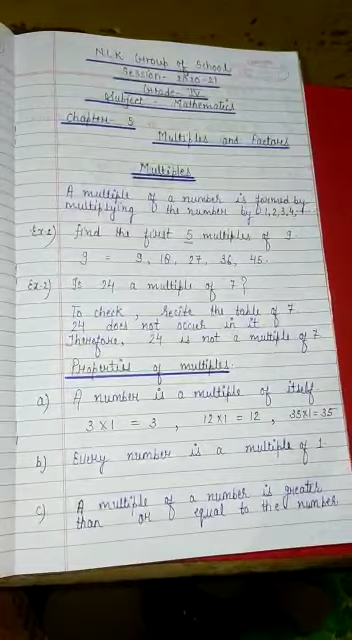 NLK Group of School
Session - 2020-21
Grade - IV
Subject - Mathematics
Chapter - 5
Multiples and Factors
Multiples
A multiple of a number is formed by
multiplying the number by 0,1,2,3,4,---
Ex-1) find the first 5 multiples of 9.
9 = 9, 18, 27, 36, 45.
Ex-2) Is 24 a multiple of 7?
To check, recite the table of 7.
24 does not occur in it
Therefore, 24 is not a multiple of 7.
Properties of multiples.
a) A number is a multiple of itself
3 x 1 = 3, 12 x 1 = 12, 35 x 1 = 35
b) Every number is a multiple of 1.
c) A multiple of a number is greater
than or equal to the number